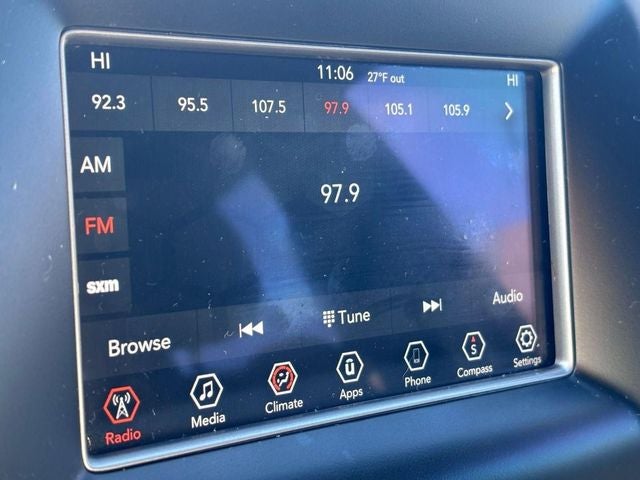 HI 11:06 27°F out HI
92.3 95.5 107.5 97.9 105.1 105.9
AM
97.9
FM
sxm
Browse Tune Audio
Radio Media Climate ü Apps Phone S Compass Settings